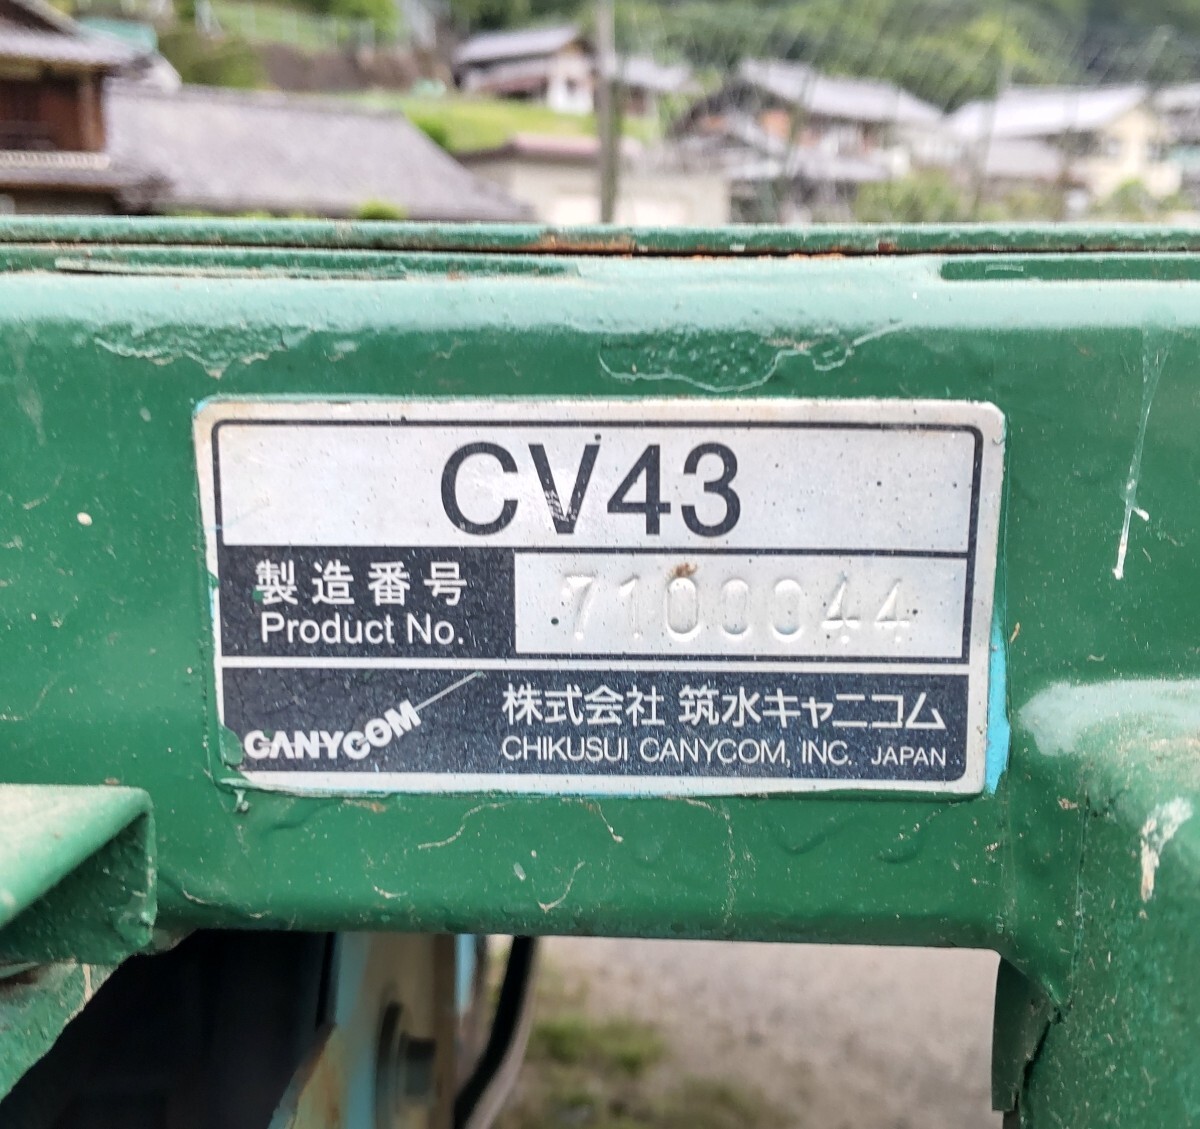 CV43
製造番号
Product No.
7100044
CANYCOM
株式会社 筑水キャニコム
CHIKUSUI CANYCOM, INC. JAPAN